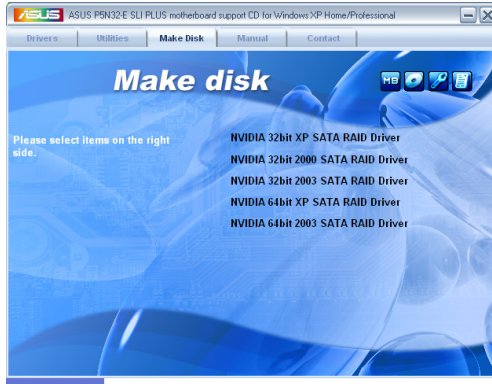 ASUS ASUS P5N32-E SLI PLUS motherboard support CD for Windows XP Home/Professional
Drivers Utilities Make Disk Manual Contact
Make disk
MB
Please select items on the right
side.
NVIDIA 32bit XP SATA RAID Driver
NVIDIA 32bit 2000 SATA RAID Driver
NVIDIA 32bit 2003 SATA RAID Driver
NVIDIA 64bit XP SATA RAID Driver
NVIDIA 64bit 2003 SATA RAID Driver